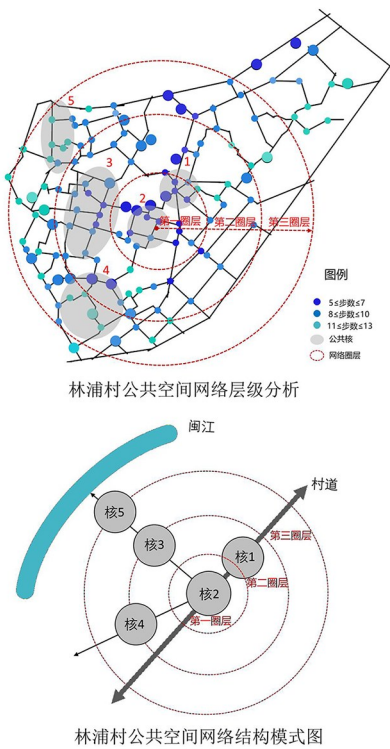 5
1
3
2
第一圈层 第二圈层 第三圈层
4
图例
5≤步数≤7
8≤步数≤10
11≤步数≤13
公共核
网络圈层
林浦村公共空间网络层级分析
闽江
村道
核5
第三圈层
核3
核1
第二圈层
核2
第一圈层
核4
林浦村公共空间网络结构模式图